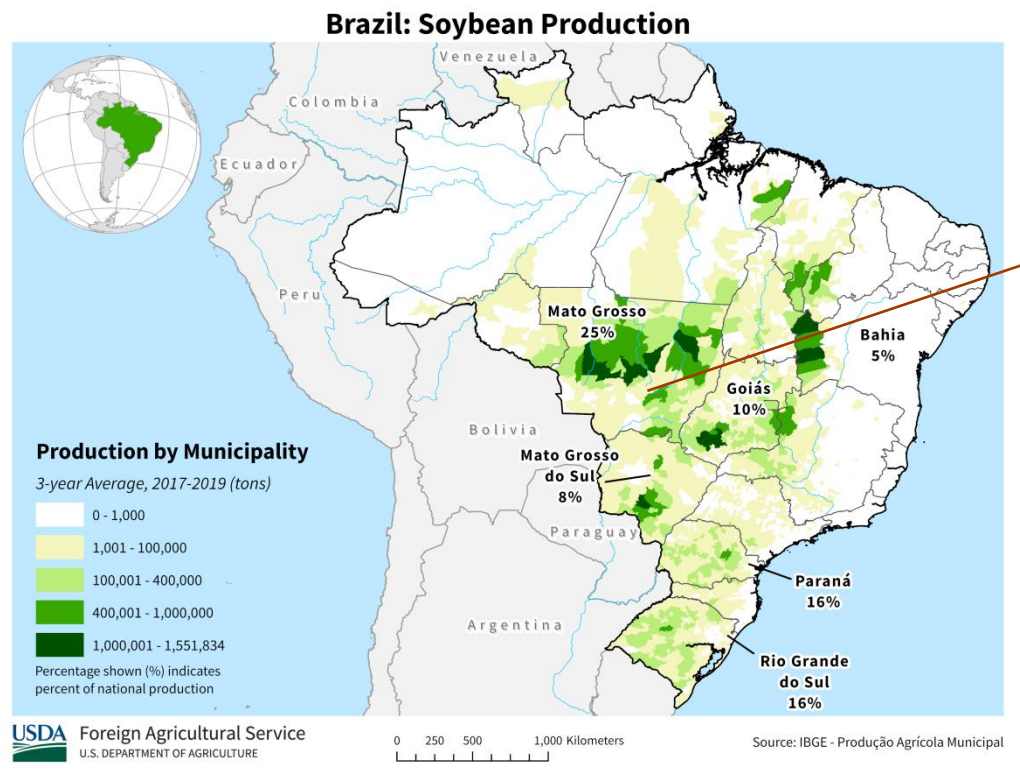 Brazil: Soybean Production
Venezuela
Colombia
Ecuador
Peru
Mato Grosso
25%
Bahia
5%
Goiás
10%
Bolivia
Mato Grosso
do Sul
8%
Paraguay
Paraná
16%
Argentina
Rio Grande
do Sul
16%
Production by Municipality
3-year Average, 2017-2019 (tons)
0 - 1,000
1,001 - 100,000
100,001 - 400,000
400,001 - 1,000,000
1,000,001 - 1,551,834
Percentage shown (%) indicates
percent of national production
USDA Foreign Agricultural Service
U.S. DEPARTMENT OF AGRICULTURE
0 250 500 1,000 Kilometers
Source: IBGE - Produção Agrícola Municipal